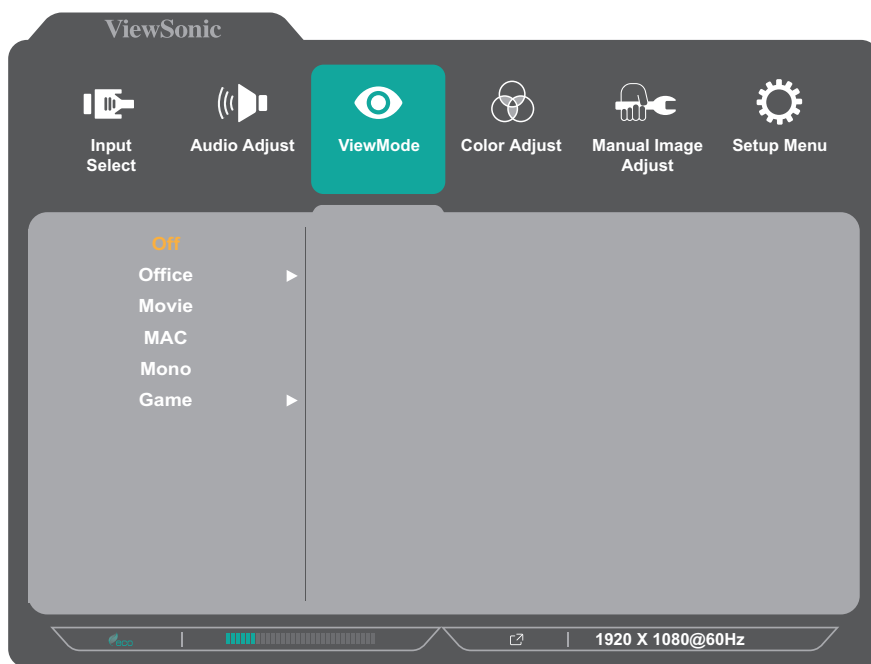 ViewSonic
Input
Select
Audio Adjust
ViewMode
Color Adjust
Manual Image
Adjust
Setup Menu
Off
Office
Movie
MAC
Mono
Game
eco
1920 X 1080@60Hz